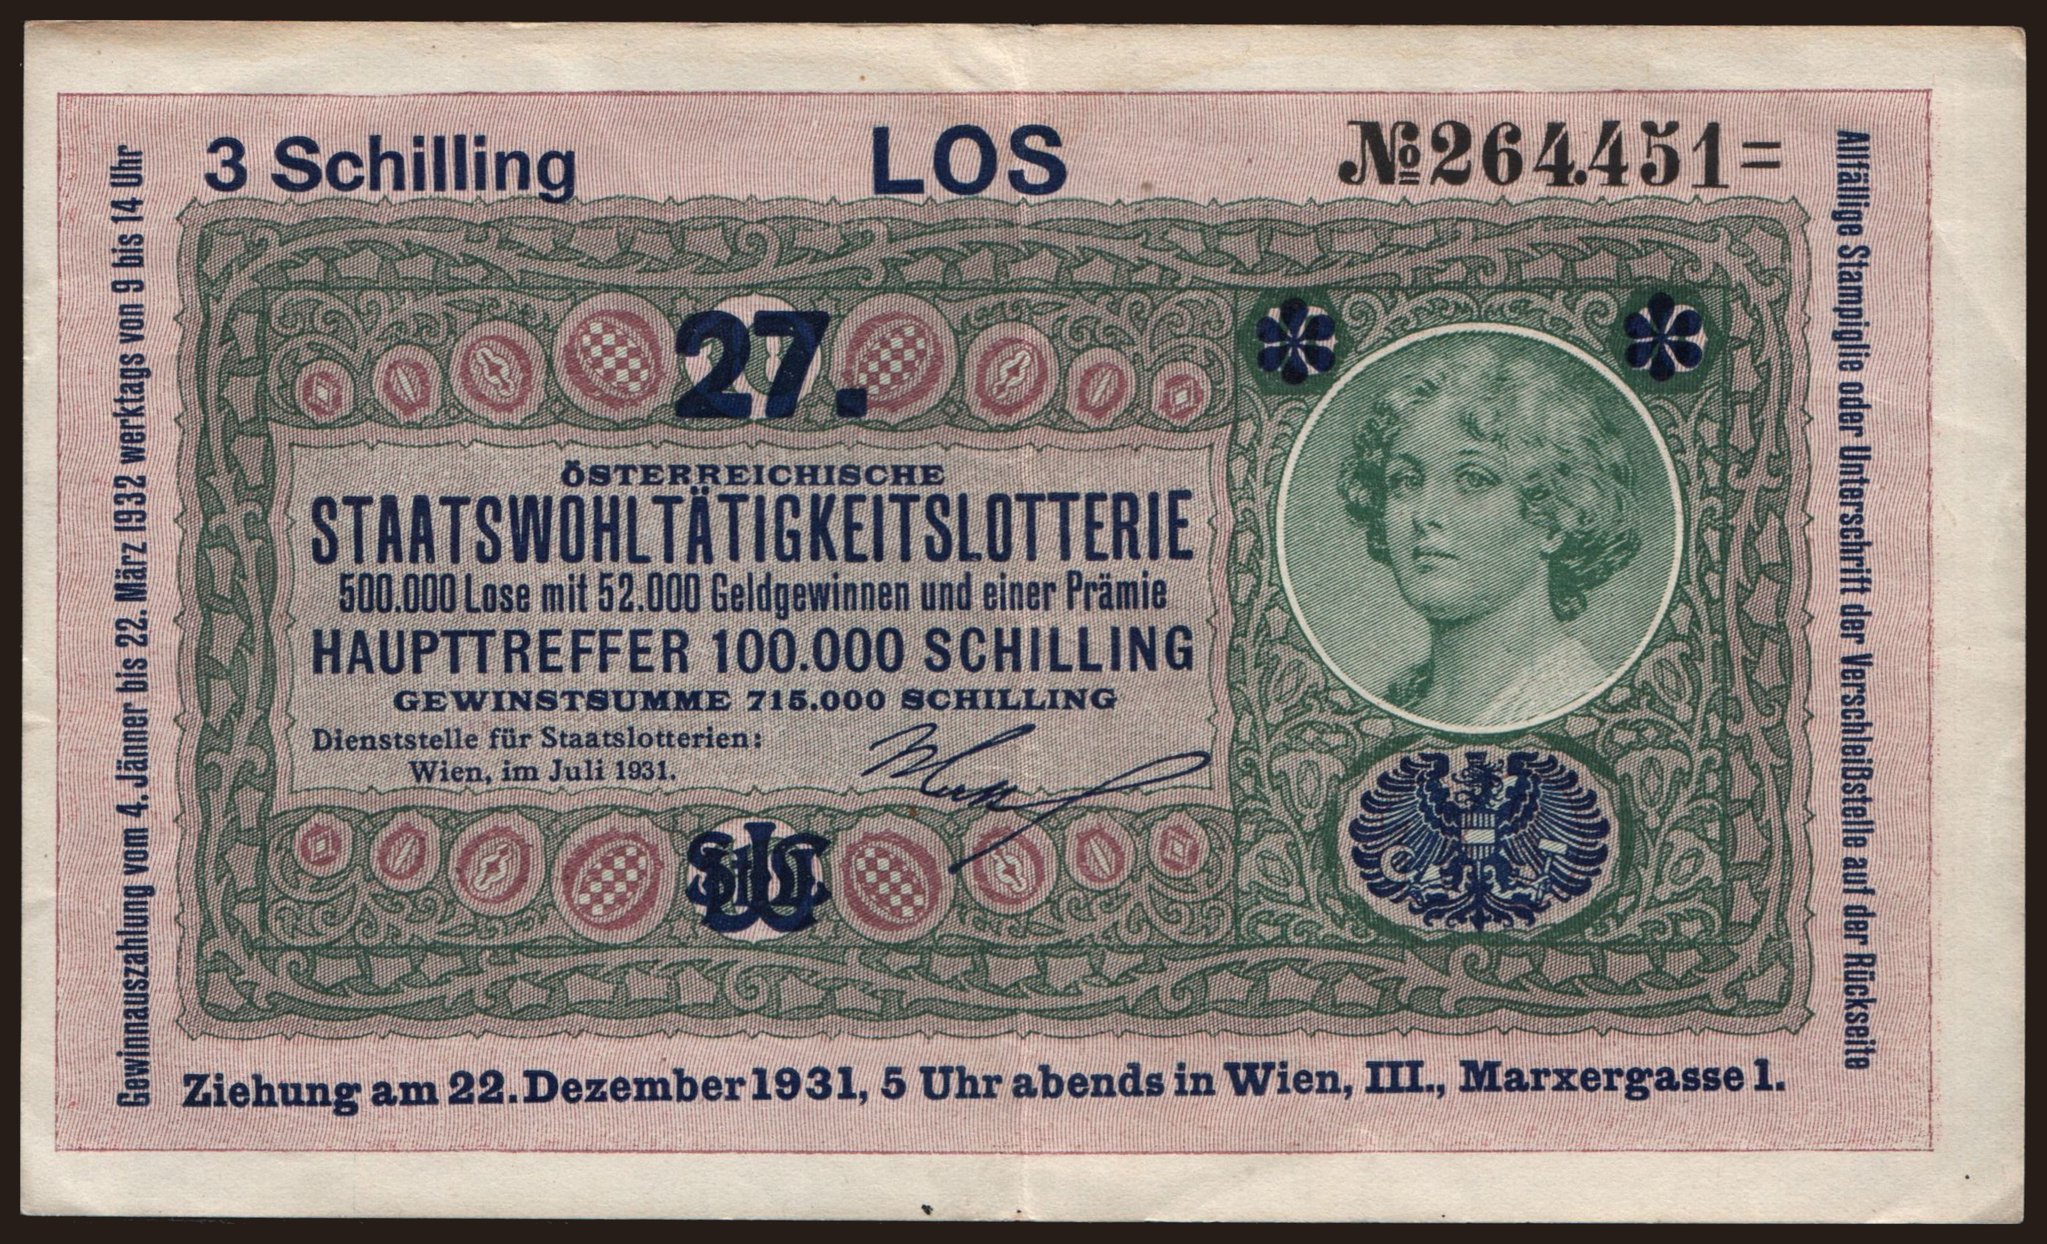 3 Schilling
LOS
№264.451=
Gewinnauszahlung vom 4. Jänner bis 22. März 1932 werktags von 9 bis 14 Uhr
27.
ÖSTERREICHISCHE
STAATSWOHLTÄTIGKEITSLOTTERIE
500.000 Lose mit 52.000 Geldgewinnen und einer Prämie
HAUPTTREFFER 100.000 SCHILLING
GEWINSTSUMME 715.000 SCHILLING
Dienststelle für Staatslotterien:
Wien, im Juli 1931.
Ziehung am 22. Dezember 1931, 5 Uhr abends in Wien, III., Marxergasse 1.
Allfällige Stampiglie oder Unterschrift der Verschleißstelle auf der Rückseite